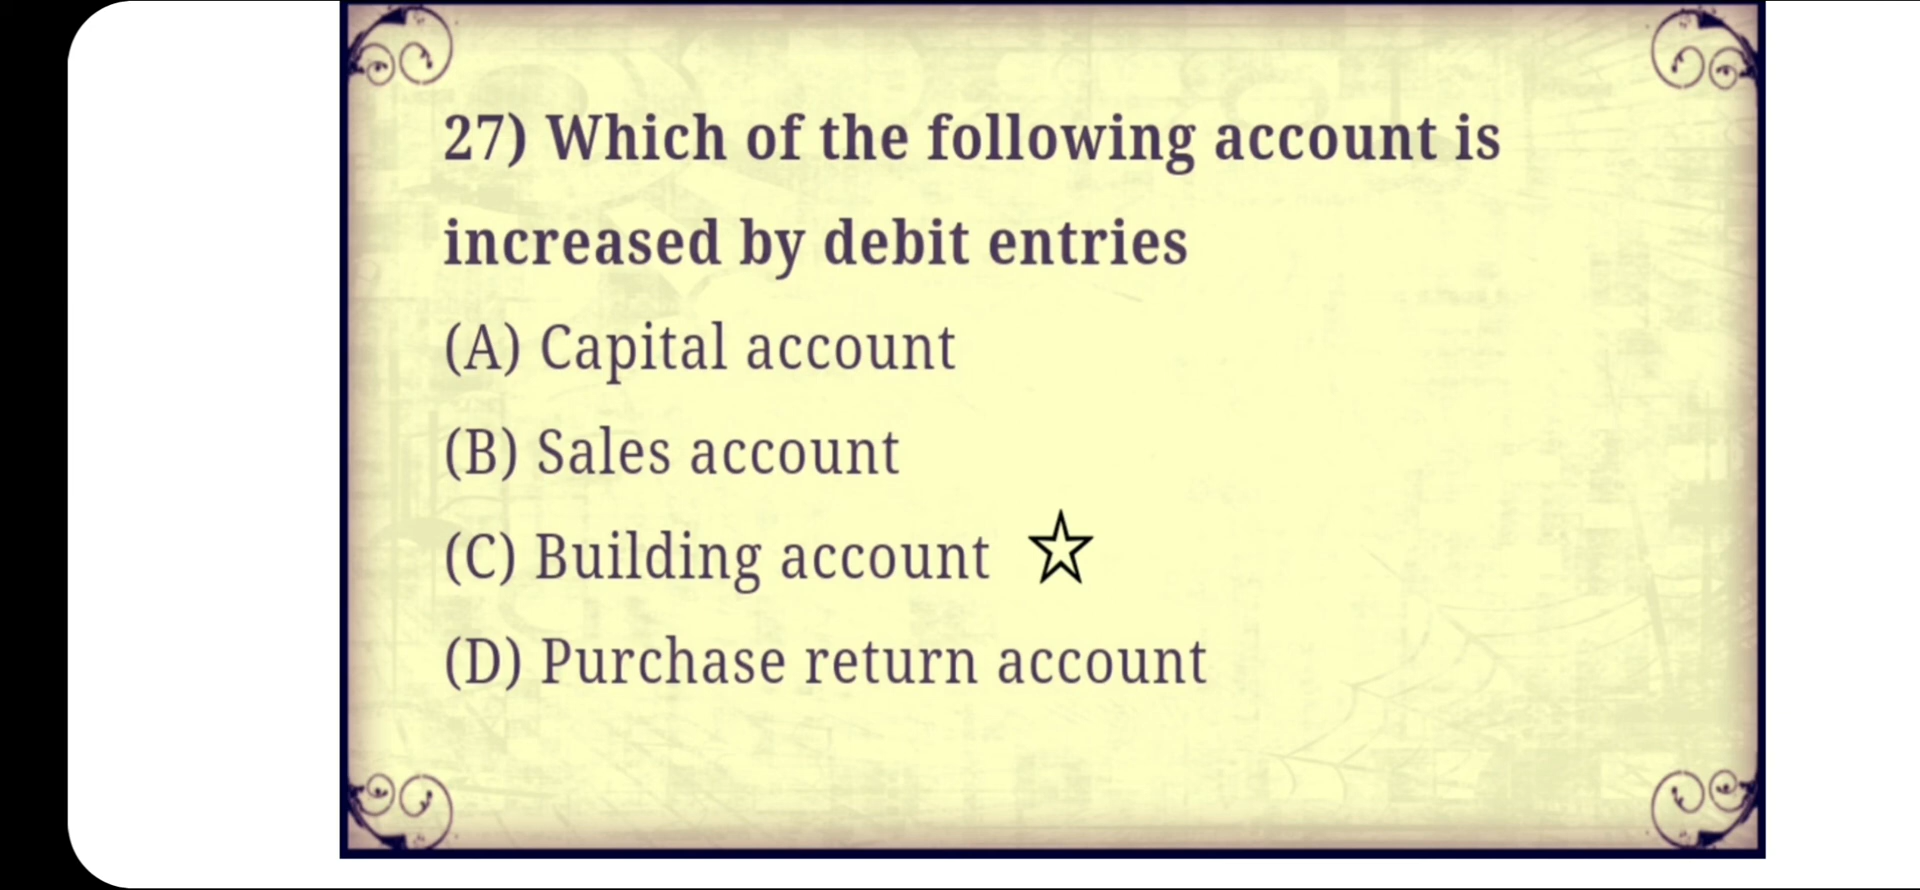 27) Which of the following account is
increased by debit entries
(A) Capital account
(B) Sales account
(C) Building account ☆
(D) Purchase return account